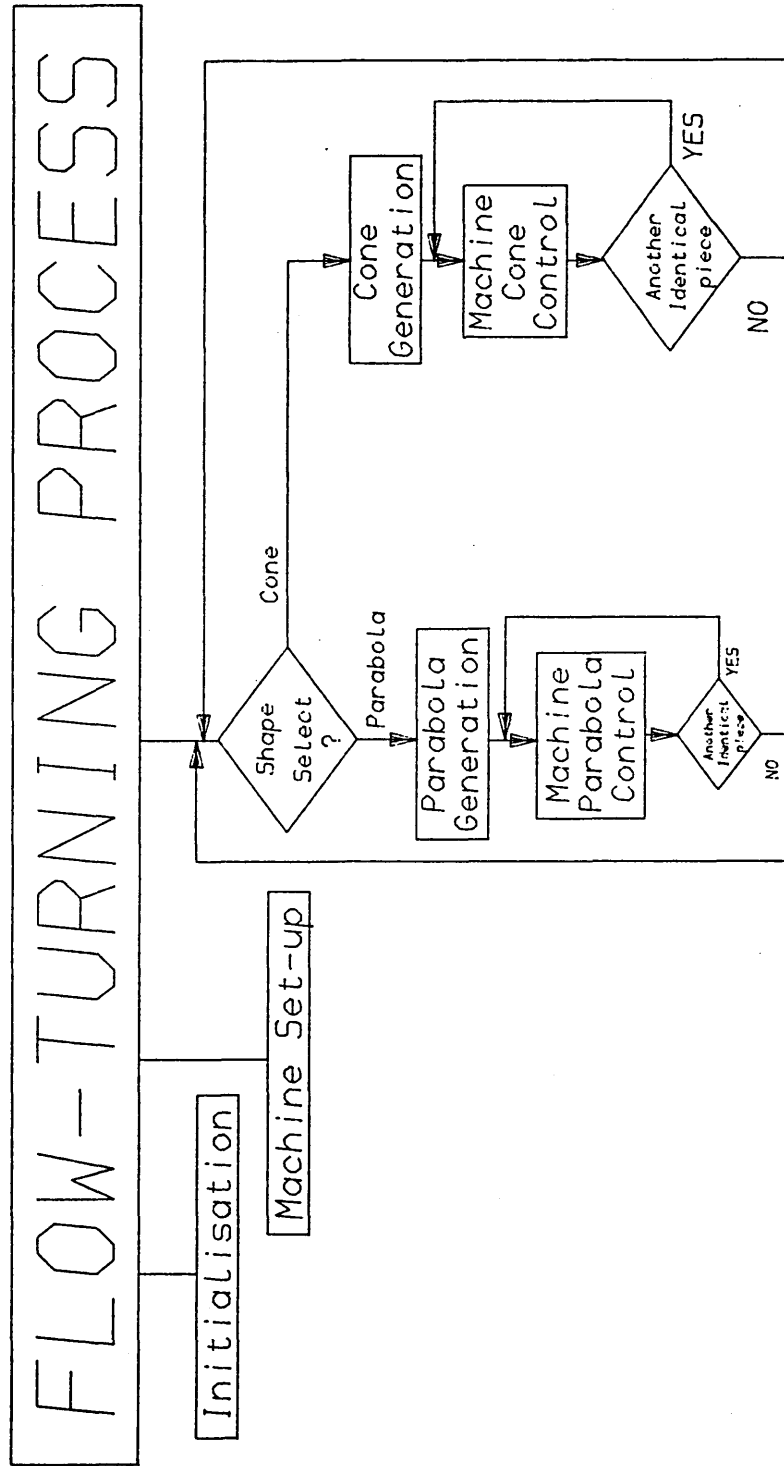 FLOW-TURNING PROCESS
Initialisation
Machine Set-up
Shape
Select
?
Cone
Parabola
Parabola
Generation
Machine
Parabola
Control
Another
Identical
piece
YES
NO
Cone
Generation
Machine
Cone
Control
Another
Identical
piece
YES
NO